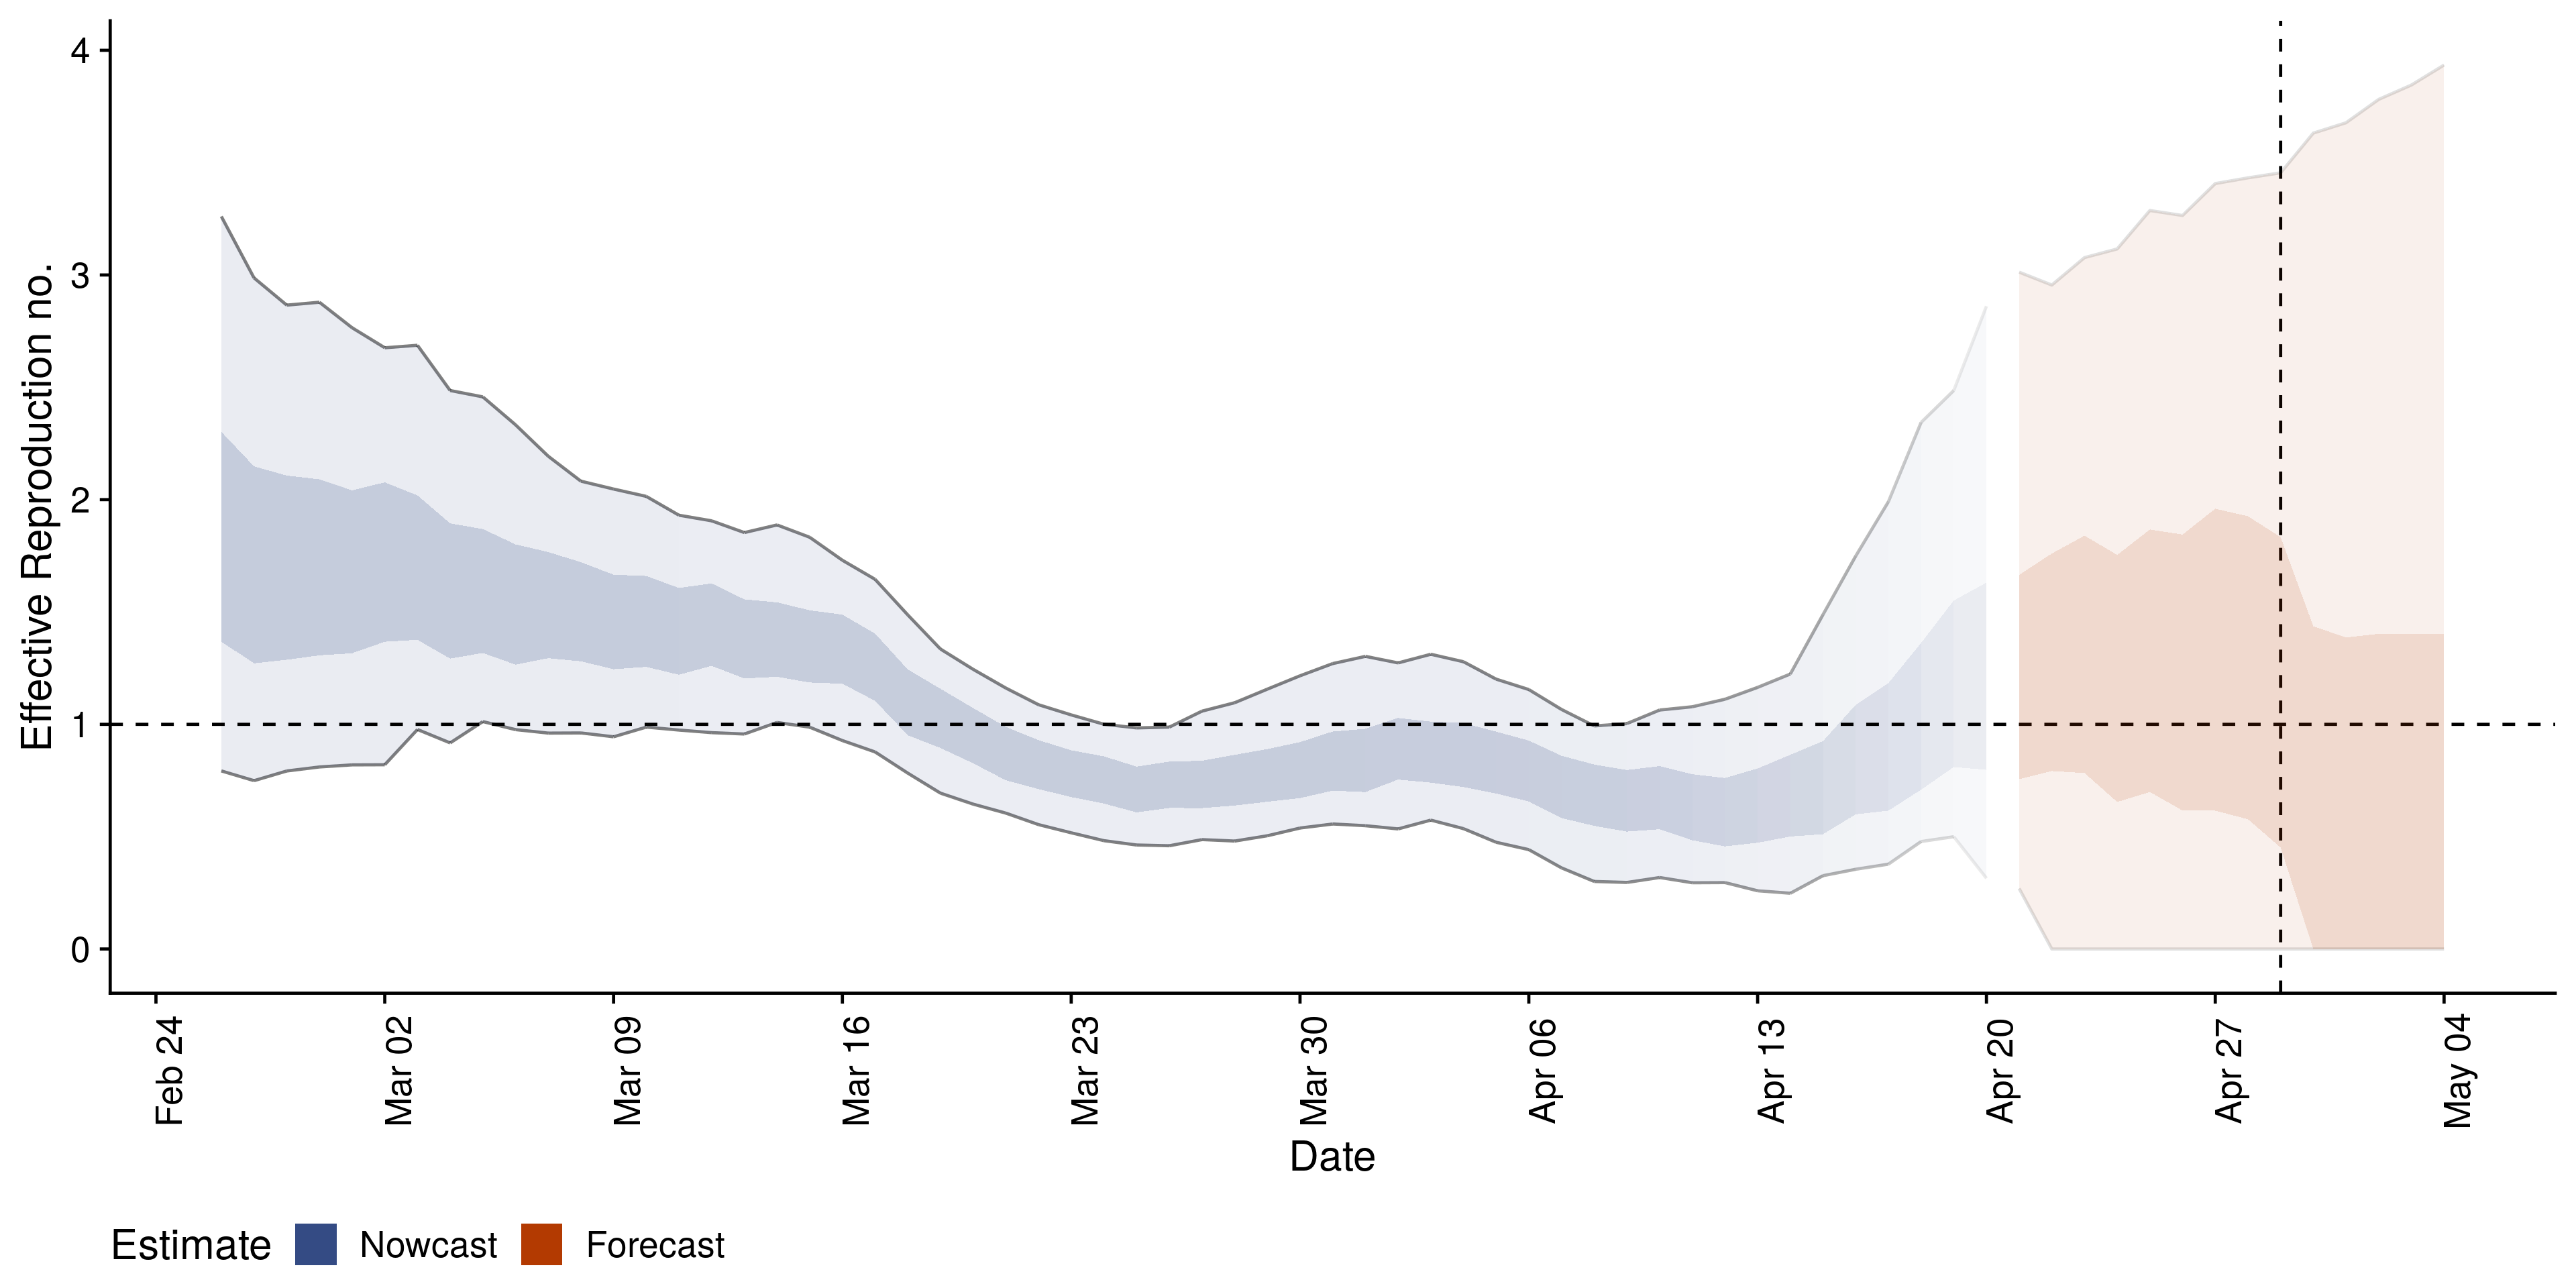 Effective Reproduction no.
4
3
2
1
0
Feb 24
Mar 02
Mar 09
Mar 16
Mar 23
Mar 30
Apr 06
Apr 13
Apr 20
Apr 27
May 04
Date
Estimate Nowcast Forecast